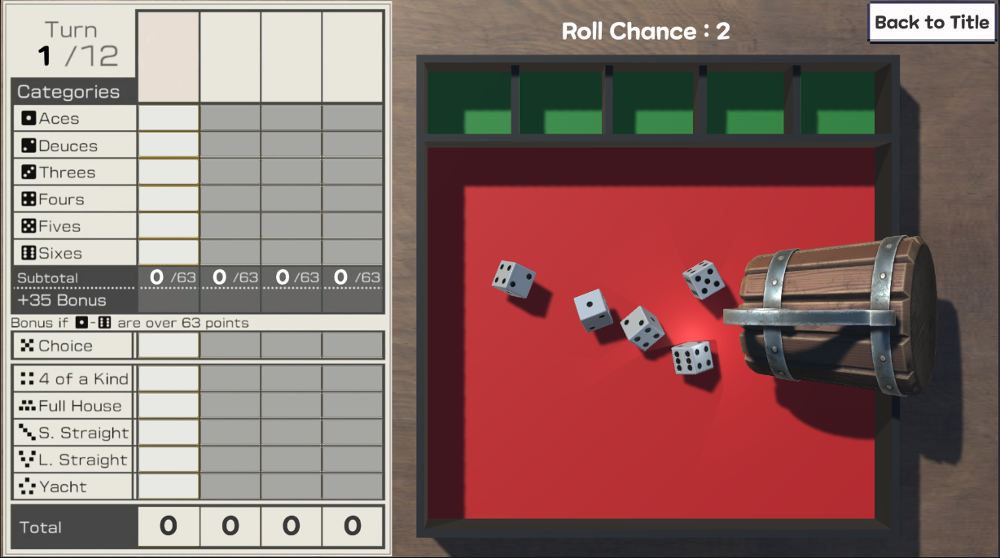 Turn
1 /12
Categories
Aces
Deuces
Threes
Fours
Fives
Sixes
Subtotal 0 /63 0 /63 0 /63 0 /63
+35 Bonus
Bonus if - are over 63 points
Choice
4 of a Kind
Full House
S. Straight
L. Straight
Yacht
Total 0 0 0 0
Roll Chance : 2
Back to Title